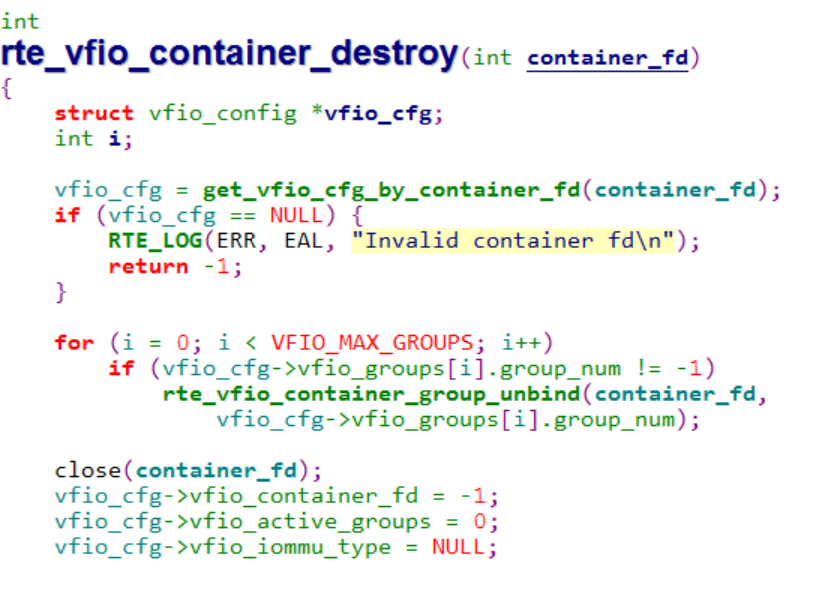 int
rte_vfio_container_destroy(int container_fd)
{
    struct vfio_config *vfio_cfg;
    int i;

    vfio_cfg = get_vfio_cfg_by_container_fd(container_fd);
    if (vfio_cfg == NULL) {
        RTE_LOG(ERR, EAL, "Invalid container fd\n");
        return -1;
    }

    for (i = 0; i < VFIO_MAX_GROUPS; i++)
        if (vfio_cfg->vfio_groups[i].group_num != -1)
            rte_vfio_container_group_unbind(container_fd,
                vfio_cfg->vfio_groups[i].group_num);

    close(container_fd);
    vfio_cfg->vfio_container_fd = -1;
    vfio_cfg->vfio_active_groups = 0;
    vfio_cfg->vfio_iommu_type = NULL;